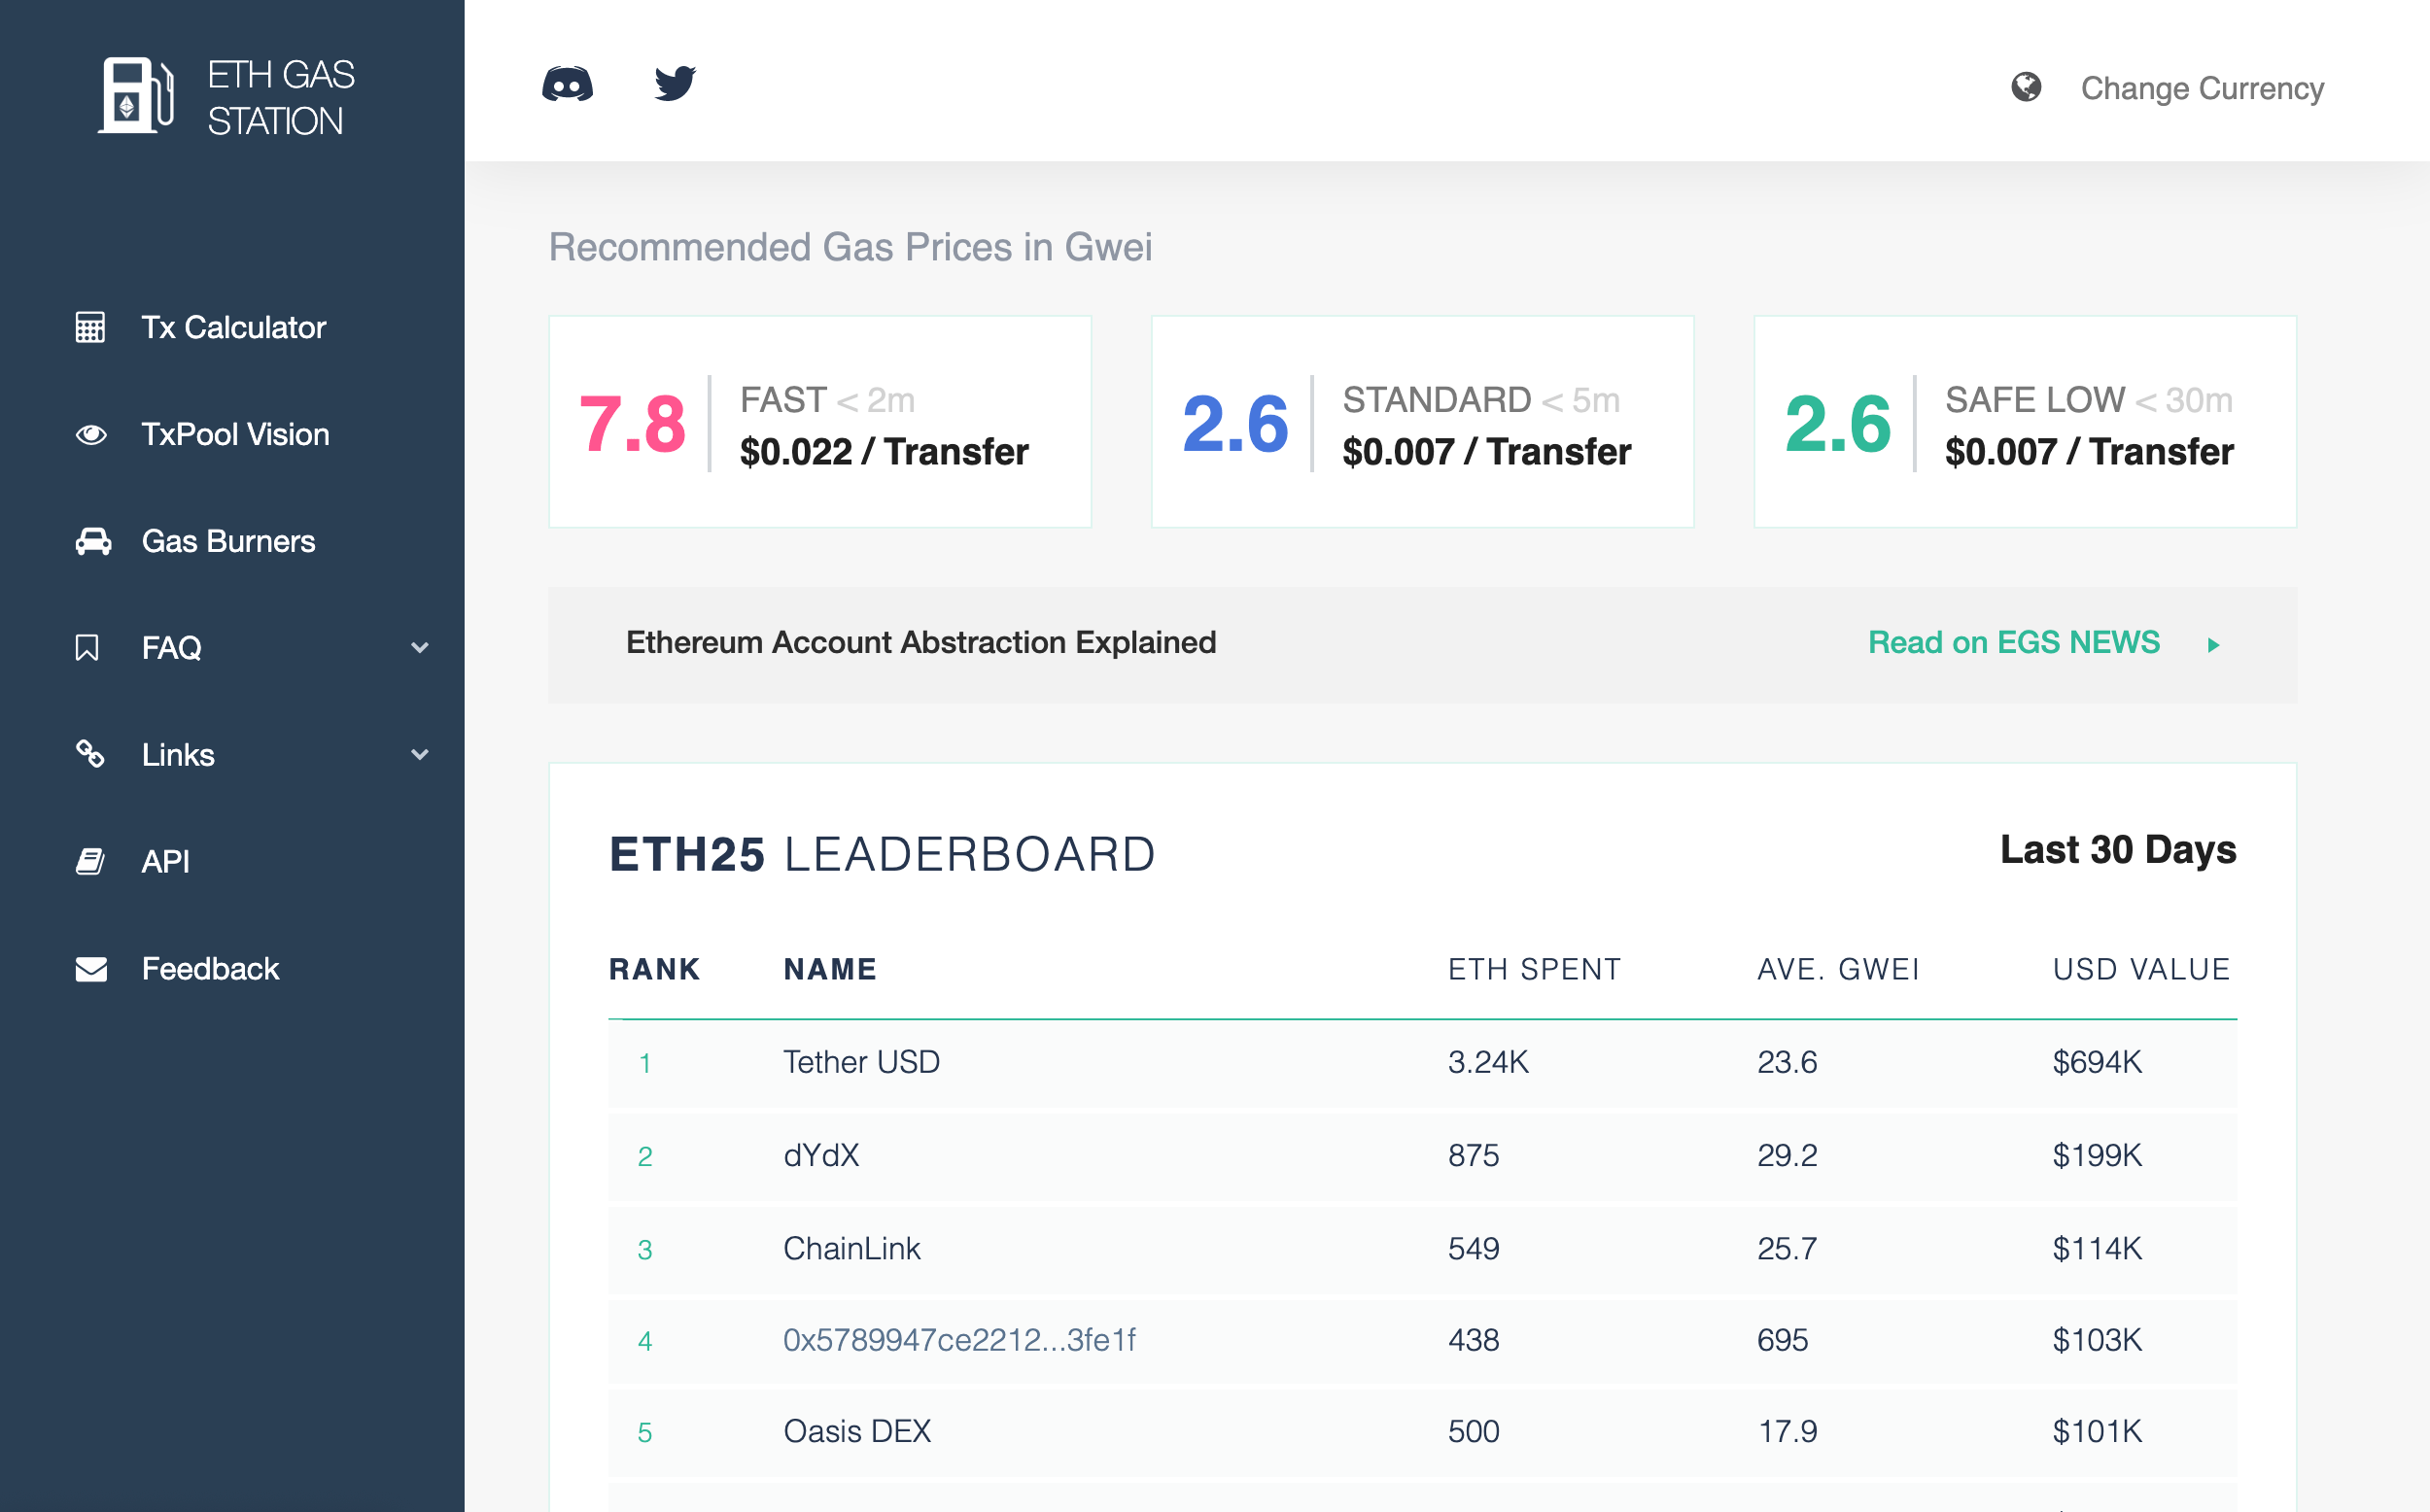 ETH GAS
STATION
Change Currency
Tx Calculator
TxPool Vision
Gas Burners
FAQ
Links
API
Feedback
Recommended Gas Prices in Gwei
7.8 FAST < 2m
$0.022 / Transfer
2.6 STANDARD < 5m
$0.007 / Transfer
2.6 SAFE LOW < 30m
$0.007 / Transfer
Ethereum Account Abstraction Explained Read on EGS NEWS
ETH25 LEADERBOARD Last 30 Days
RANK NAME ETH SPENT AVE. GWEI USD VALUE
1 Tether USD 3.24K 23.6 $694K
2 dYdX 875 29.2 $199K
3 ChainLink 549 25.7 $114K
4 0x5789947ce2212...3fe1f 438 695 $103K
5 Oasis DEX 500 17.9 $101K